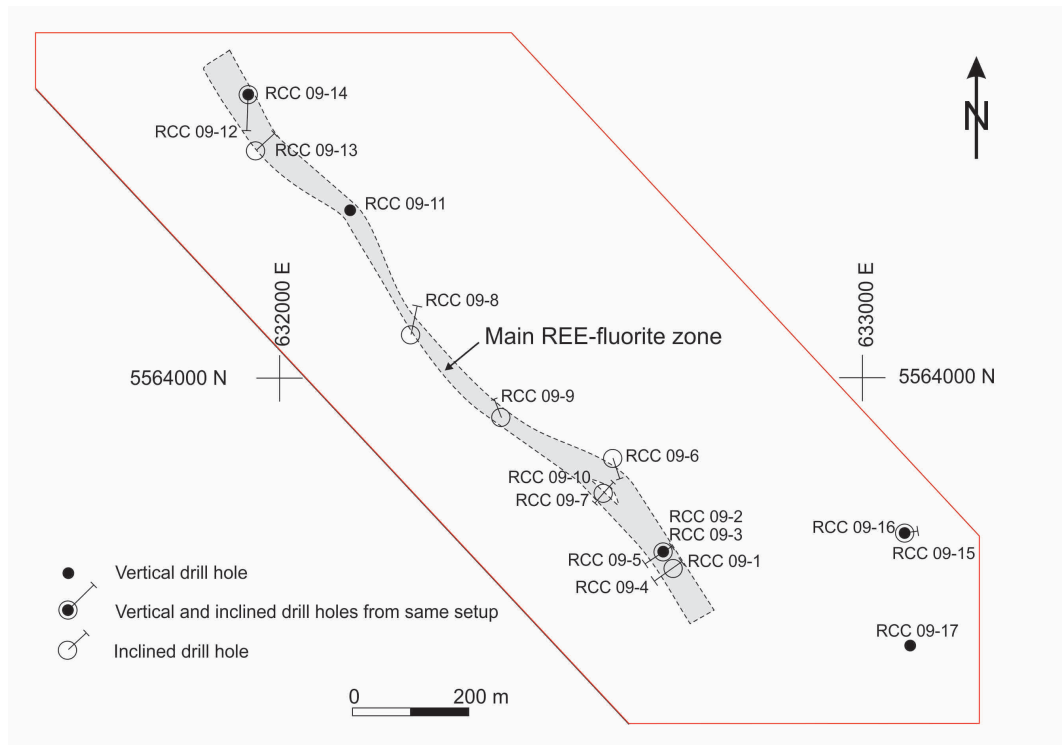 N
RCC 09-14
RCC 09-12
RCC 09-13
RCC 09-11
632000 E
633000 E
RCC 09-8
Main REE-fluorite zone
5564000 N
5564000 N
RCC 09-9
RCC 09-6
RCC 09-10
RCC 09-7
RCC 09-2
RCC 09-3
RCC 09-16
RCC 09-15
RCC 09-5
RCC 09-1
RCC 09-4
Vertical drill hole
Vertical and inclined drill holes from same setup
RCC 09-17
Inclined drill hole
0 200 m